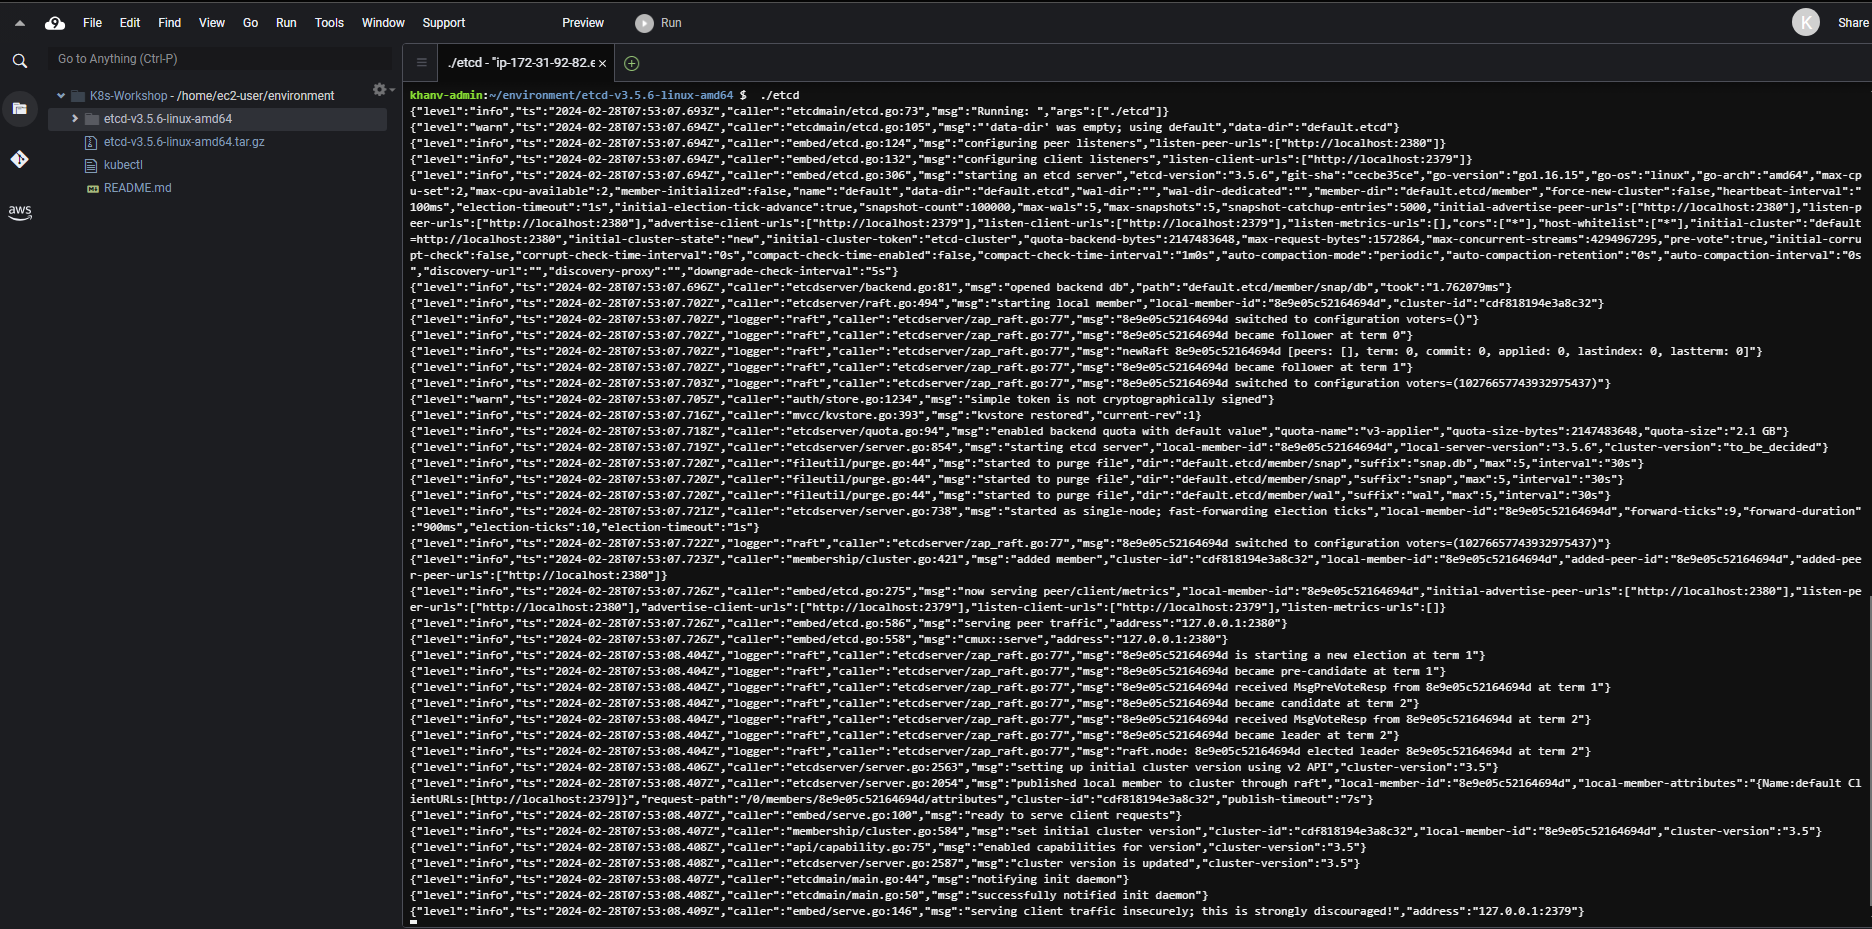 File Edit Find View Go Run Tools Window Support Preview Run K Share
Go to Anything (Ctrl-P)
K8s-Workshop - /home/ec2-user/environment
etcd-v3.5.6-linux-amd64
etcd-v3.5.6-linux-amd64.tar.gz
kubectl
README.md
aws
./etcd - "ip-172-31-92-82.e
khanv-admin:~/environment/etcd-v3.5.6-linux-amd64 $ ./etcd
{"level":"info","ts":"2024-02-28T07:53:07.693Z","caller":"etcdmain/etcd.go:73","msg":"Running: ","args":["./etcd"]}
{"level":"warn","ts":"2024-02-28T07:53:07.694Z","caller":"etcdmain/etcd.go:105","msg":"'data-dir' was empty; using default","data-dir":"default.etcd"}
{"level":"info","ts":"2024-02-28T07:53:07.694Z","caller":"embed/etcd.go:124","msg":"configuring peer listeners","listen-peer-urls":["http://localhost:2380"]}
{"level":"info","ts":"2024-02-28T07:53:07.694Z","caller":"embed/etcd.go:132","msg":"configuring client listeners","listen-client-urls":["http://localhost:2379"]}
{"level":"info","ts":"2024-02-28T07:53:07.694Z","caller":"embed/etcd.go:306","msg":"starting an etcd server","etcd-version":"3.5.6","git-sha":"cecbe35ce","go-version":"go1.16.15","go-os":"linux","go-arch":"amd64","max-cp
u-set":2,"max-cpu-available":2,"member-initialized":false,"name":"default","data-dir":"default.etcd","wal-dir":"","wal-dir-dedicated":"","member-dir":"default.etcd/member","force-new-cluster":false,"heartbeat-interval":"
100ms","election-timeout":"1s","initial-election-tick-advance":true,"snapshot-count":100000,"max-wals":5,"max-snapshots":5,"snapshot-catchup-entries":5000,"initial-advertise-peer-urls":["http://localhost:2380"],"listen-p
eer-urls":["http://localhost:2380"],"advertise-client-urls":["http://localhost:2379"],"listen-client-urls":["http://localhost:2379"],"listen-metrics-urls":[],"cors":["*"],"host-whitelist":["*"],"initial-cluster":"default
=http://localhost:2380","initial-cluster-state":"new","initial-cluster-token":"etcd-cluster","quota-backend-bytes":2147483648,"max-request-bytes":1572864,"max-concurrent-streams":4294967295,"pre-vote":true,"initial-corru
pt-check":false,"corrupt-check-time-interval":"0s","compact-check-time-enabled":false,"compact-check-time-interval":"1m0s","auto-compaction-mode":"periodic","auto-compaction-retention":"0s","auto-compaction-interval":"0s
","discovery-url":"","discovery-proxy":"","downgrade-check-interval":"5s"}
{"level":"info","ts":"2024-02-28T07:53:07.696Z","caller":"etcdserver/backend.go:81","msg":"opened backend db","path":"default.etcd/member/snap/db","took":"1.762079ms"}
{"level":"info","ts":"2024-02-28T07:53:07.702Z","caller":"etcdserver/raft.go:494","msg":"starting local member","local-member-id":"8e9e05c52164694d","cluster-id":"cdf818194e3a8c32"}
{"level":"info","ts":"2024-02-28T07:53:07.702Z","logger":"raft","caller":"etcdserver/zap_raft.go:77","msg":"8e9e05c52164694d switched to configuration voters=()"}
{"level":"info","ts":"2024-02-28T07:53:07.702Z","logger":"raft","caller":"etcdserver/zap_raft.go:77","msg":"8e9e05c52164694d became follower at term 0"}
{"level":"info","ts":"2024-02-28T07:53:07.702Z","logger":"raft","caller":"etcdserver/zap_raft.go:77","msg":"newRaft 8e9e05c52164694d [peers: [], term: 0, commit: 0, applied: 0, lastindex: 0, lastterm: 0]"}
{"level":"info","ts":"2024-02-28T07:53:07.702Z","logger":"raft","caller":"etcdserver/zap_raft.go:77","msg":"8e9e05c52164694d became follower at term 1"}
{"level":"info","ts":"2024-02-28T07:53:07.703Z","logger":"raft","caller":"etcdserver/zap_raft.go:77","msg":"8e9e05c52164694d switched to configuration voters=(10276657743932975437)"}
{"level":"warn","ts":"2024-02-28T07:53:07.705Z","caller":"auth/store.go:1234","msg":"simple token is not cryptographically signed"}
{"level":"info","ts":"2024-02-28T07:53:07.716Z","caller":"mvcc/kvstore.go:393","msg":"kvstore restored","current-rev":1}
{"level":"info","ts":"2024-02-28T07:53:07.718Z","caller":"etcdserver/quota.go:94","msg":"enabled backend quota with default value","quota-name":"v3-applier","quota-size-bytes":2147483648,"quota-size":"2.1 GB"}
{"level":"info","ts":"2024-02-28T07:53:07.719Z","caller":"etcdserver/server.go:854","msg":"starting etcd server","local-member-id":"8e9e05c52164694d","local-server-version":"3.5.6","cluster-version":"to_be_decided"}
{"level":"info","ts":"2024-02-28T07:53:07.720Z","caller":"fileutil/purge.go:44","msg":"started to purge file","dir":"default.etcd/member/snap","suffix":"snap.db","max":5,"interval":"30s"}
{"level":"info","ts":"2024-02-28T07:53:07.720Z","caller":"fileutil/purge.go:44","msg":"started to purge file","dir":"default.etcd/member/snap","suffix":"snap","max":5,"interval":"30s"}
{"level":"info","ts":"2024-02-28T07:53:07.720Z","caller":"fileutil/purge.go:44","msg":"started to purge file","dir":"default.etcd/member/wal","suffix":"wal","max":5,"interval":"30s"}
{"level":"info","ts":"2024-02-28T07:53:07.721Z","caller":"etcdserver/server.go:738","msg":"started as single-node; fast-forwarding election ticks","local-member-id":"8e9e05c52164694d","forward-ticks":9,"forward-duration"
:"900ms","election-ticks":10,"election-timeout":"1s"}
{"level":"info","ts":"2024-02-28T07:53:07.722Z","logger":"raft","caller":"etcdserver/zap_raft.go:77","msg":"8e9e05c52164694d switched to configuration voters=(10276657743932975437)"}
{"level":"info","ts":"2024-02-28T07:53:07.723Z","caller":"membership/cluster.go:421","msg":"added member","cluster-id":"cdf818194e3a8c32","local-member-id":"8e9e05c52164694d","added-peer-id":"8e9e05c52164694d","added-pee
r-peer-urls":["http://localhost:2380"]}
{"level":"info","ts":"2024-02-28T07:53:07.726Z","caller":"embed/etcd.go:275","msg":"now serving peer/client/metrics","local-member-id":"8e9e05c52164694d","initial-advertise-peer-urls":["http://localhost:2380"],"listen-pe
er-urls":["http://localhost:2380"],"advertise-client-urls":["http://localhost:2379"],"listen-client-urls":["http://localhost:2379"],"listen-metrics-urls":[]}
{"level":"info","ts":"2024-02-28T07:53:07.726Z","caller":"embed/etcd.go:586","msg":"serving peer traffic","address":"127.0.0.1:2380"}
{"level":"info","ts":"2024-02-28T07:53:07.726Z","caller":"embed/etcd.go:558","msg":"cmux::serve","address":"127.0.0.1:2380"}
{"level":"info","ts":"2024-02-28T07:53:08.404Z","logger":"raft","caller":"etcdserver/zap_raft.go:77","msg":"8e9e05c52164694d is starting a new election at term 1"}
{"level":"info","ts":"2024-02-28T07:53:08.404Z","logger":"raft","caller":"etcdserver/zap_raft.go:77","msg":"8e9e05c52164694d became pre-candidate at term 1"}
{"level":"info","ts":"2024-02-28T07:53:08.404Z","logger":"raft","caller":"etcdserver/zap_raft.go:77","msg":"8e9e05c52164694d received MsgPreVoteResp from 8e9e05c52164694d at term 1"}
{"level":"info","ts":"2024-02-28T07:53:08.404Z","logger":"raft","caller":"etcdserver/zap_raft.go:77","msg":"8e9e05c52164694d became candidate at term 2"}
{"level":"info","ts":"2024-02-28T07:53:08.404Z","logger":"raft","caller":"etcdserver/zap_raft.go:77","msg":"8e9e05c52164694d received MsgVoteResp from 8e9e05c52164694d at term 2"}
{"level":"info","ts":"2024-02-28T07:53:08.404Z","logger":"raft","caller":"etcdserver/zap_raft.go:77","msg":"8e9e05c52164694d became leader at term 2"}
{"level":"info","ts":"2024-02-28T07:53:08.404Z","logger":"raft","caller":"etcdserver/zap_raft.go:77","msg":"raft.node: 8e9e05c52164694d elected leader 8e9e05c52164694d at term 2"}
{"level":"info","ts":"2024-02-28T07:53:08.406Z","caller":"etcdserver/server.go:2563","msg":"setting up initial cluster version using v2 API","cluster-version":"3.5"}
{"level":"info","ts":"2024-02-28T07:53:08.407Z","caller":"etcdserver/server.go:2054","msg":"published local member to cluster through raft","local-member-id":"8e9e05c52164694d","local-member-attributes":"{Name:default Cl
ientURLs:[http://localhost:2379]}","request-path":"/0/members/8e9e05c52164694d/attributes","cluster-id":"cdf818194e3a8c32","publish-timeout":"7s"}
{"level":"info","ts":"2024-02-28T07:53:08.407Z","caller":"embed/serve.go:100","msg":"ready to serve client requests"}
{"level":"info","ts":"2024-02-28T07:53:08.407Z","caller":"membership/cluster.go:584","msg":"set initial cluster version","cluster-id":"cdf818194e3a8c32","local-member-id":"8e9e05c52164694d","cluster-version":"3.5"}
{"level":"info","ts":"2024-02-28T07:53:08.408Z","caller":"api/capability.go:75","msg":"enabled capabilities for version","cluster-version":"3.5"}
{"level":"info","ts":"2024-02-28T07:53:08.408Z","caller":"etcdserver/server.go:2587","msg":"cluster version is updated","cluster-version":"3.5"}
{"level":"info","ts":"2024-02-28T07:53:08.407Z","caller":"etcdmain/main.go:44","msg":"notifying init daemon"}
{"level":"info","ts":"2024-02-28T07:53:08.408Z","caller":"etcdmain/main.go:50","msg":"successfully notified init daemon"}
{"level":"info","ts":"2024-02-28T07:53:08.409Z","caller":"embed/serve.go:146","msg":"serving client traffic insecurely; this is strongly discouraged!","address":"127.0.0.1:2379"}